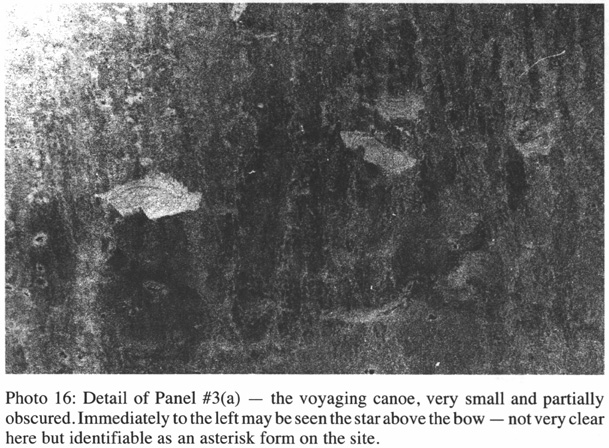 Photo 16: Detail of Panel #3(a) — the voyaging canoe, very small and partially
obscured. Immediately to the left may be seen the star above the bow — not very clear
here but identifiable as an asterisk form on the site.